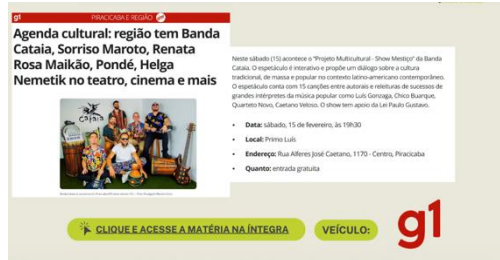 g1
PIRACICABA E REGIÃO
Agenda cultural: região tem Banda
Cataia, Sorriso Maroto, Renata
Rosa Maikão, Pondé, Helga
Nemetik no teatro, cinema e mais
Neste sábado (15) acontece o "Projeto Multicultural - Show Mestiço" da Banda
Cataia. O espetáculo é interativo e propõe um diálogo sobre a cultura
tradicional, de massa e popular no contexto latino-americano contemporâneo.
O espetáculo conta com 15 canções entre autorais e releituras de sucessos de
grandes intérpretes da música popular como Luís Gonzaga, Chico Buarque,
Quarteto Novo, Caetano Veloso. O show tem apoio da Lei Paulo Gustavo.
• Data: sábado, 15 de fevereiro, às 19h30
• Local: Primo Luís
• Endereço: Rua Alferes José Caetano, 1170 - Centro, Piracicaba
• Quanto: entrada gratuita
CLIQUE E ACESSE A MATÉRIA NA ÍNTEGRA
VEÍCULO:
g1